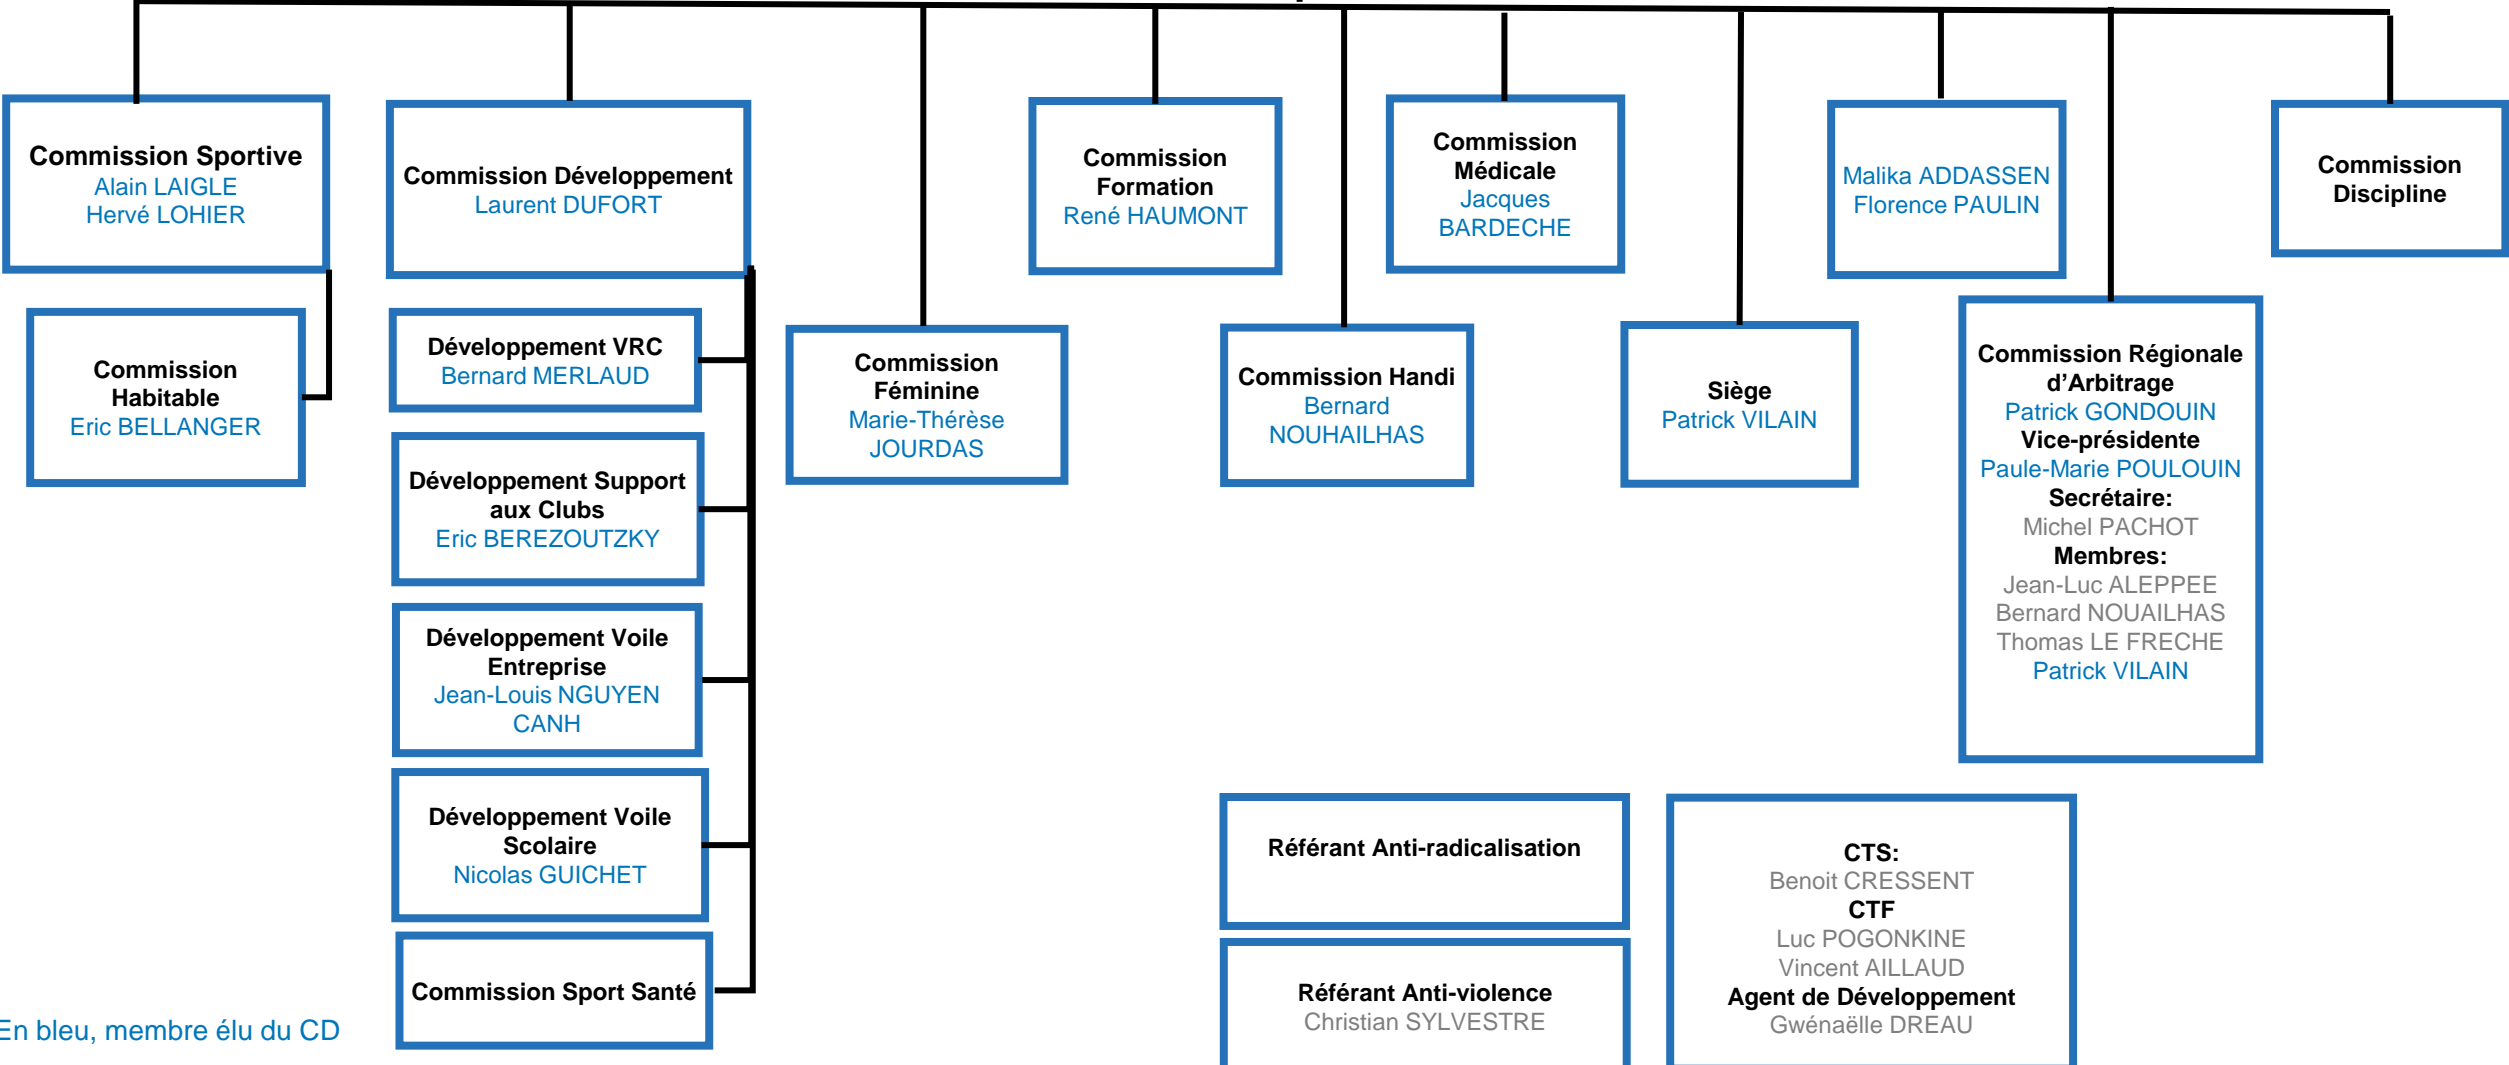 Commission Sportive
Alain LAIGLE
Hervé LOHIER
Commission Développement
Laurent DUFORT
Commission
Formation
René HAUMONT
Commission
Médicale
Jacques
BARDECHE
Malika ADDASSEN
Florence PAULIN
Commission
Discipline
Commission
Habitable
Eric BELLANGER
Développement VRC
Bernard MERLAUD
Développement Support
aux Clubs
Eric BEREZOUTZKY
Développement Voile
Entreprise
Jean-Louis NGUYEN
CANH
Développement Voile
Scolaire
Nicolas GUICHET
Commission Sport Santé
Commission
Féminine
Marie-Thérèse
JOURDAS
Commission Handi
Bernard
NOUHAILHAS
Siège
Patrick VILAIN
Commission Régionale
d'Arbitrage
Patrick GONDOUIN
Vice-présidente
Paule-Marie POULOUIN
Secrétaire:
Michel PACHOT
Membres:
Jean-Luc ALEPPEE
Bernard NOUAILHAS
Thomas LE FRECHE
Patrick VILAIN
Référant Anti-radicalisation
Référant Anti-violence
Christian SYLVESTRE
CTS:
Benoit CRESSENT
CTF
Luc POGONKINE
Vincent AILLAUD
Agent de Développement
Gwénaëlle DREAU
En bleu, membre élu du CD